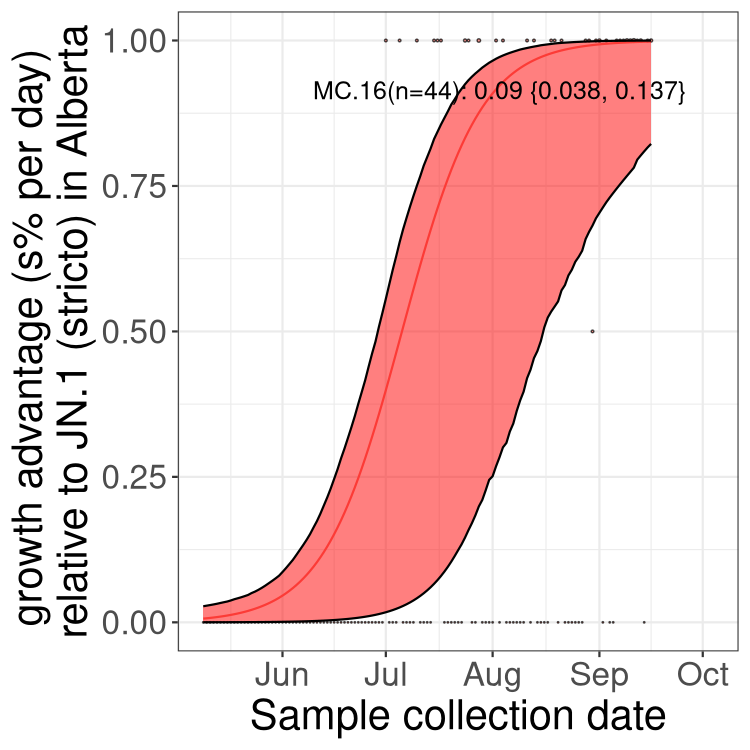 growth advantage (s% per day)
relative to JN.1 (stricto) in Alberta
1.00
0.75
0.50
0.25
0.00
MC.16(n=44): 0.09 {0.038, 0.137}
Jun Jul Aug Sep Oct
Sample collection date